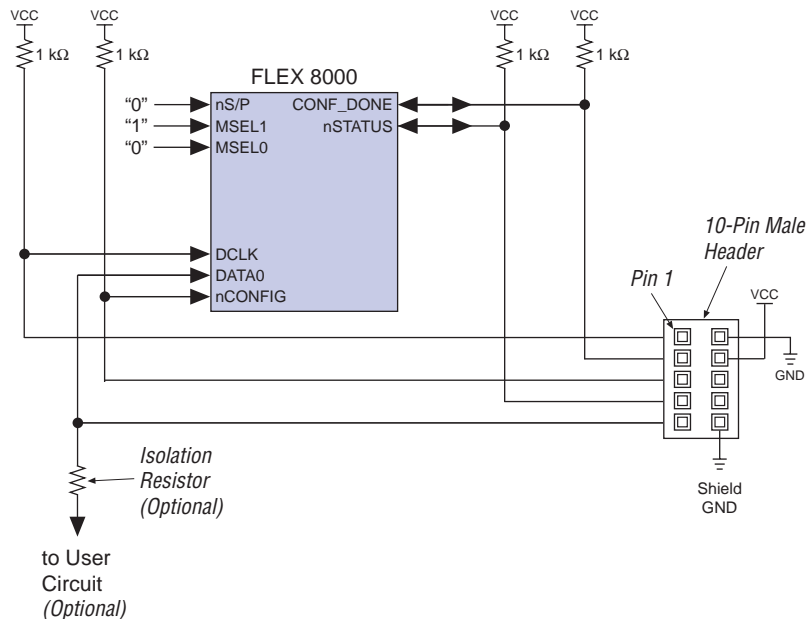 VCC
VCC
VCC
VCC
1 kΩ
1 kΩ
1 kΩ
1 kΩ
FLEX 8000
“0”
nS/P
CONF_DONE
“1”
MSEL1
nSTATUS
“0”
MSEL0
DCLK
DATA0
nCONFIG
10-Pin Male
Header
Pin 1
VCC
GND
Isolation
Resistor
(Optional)
Shield
GND
to User
Circuit
(Optional)